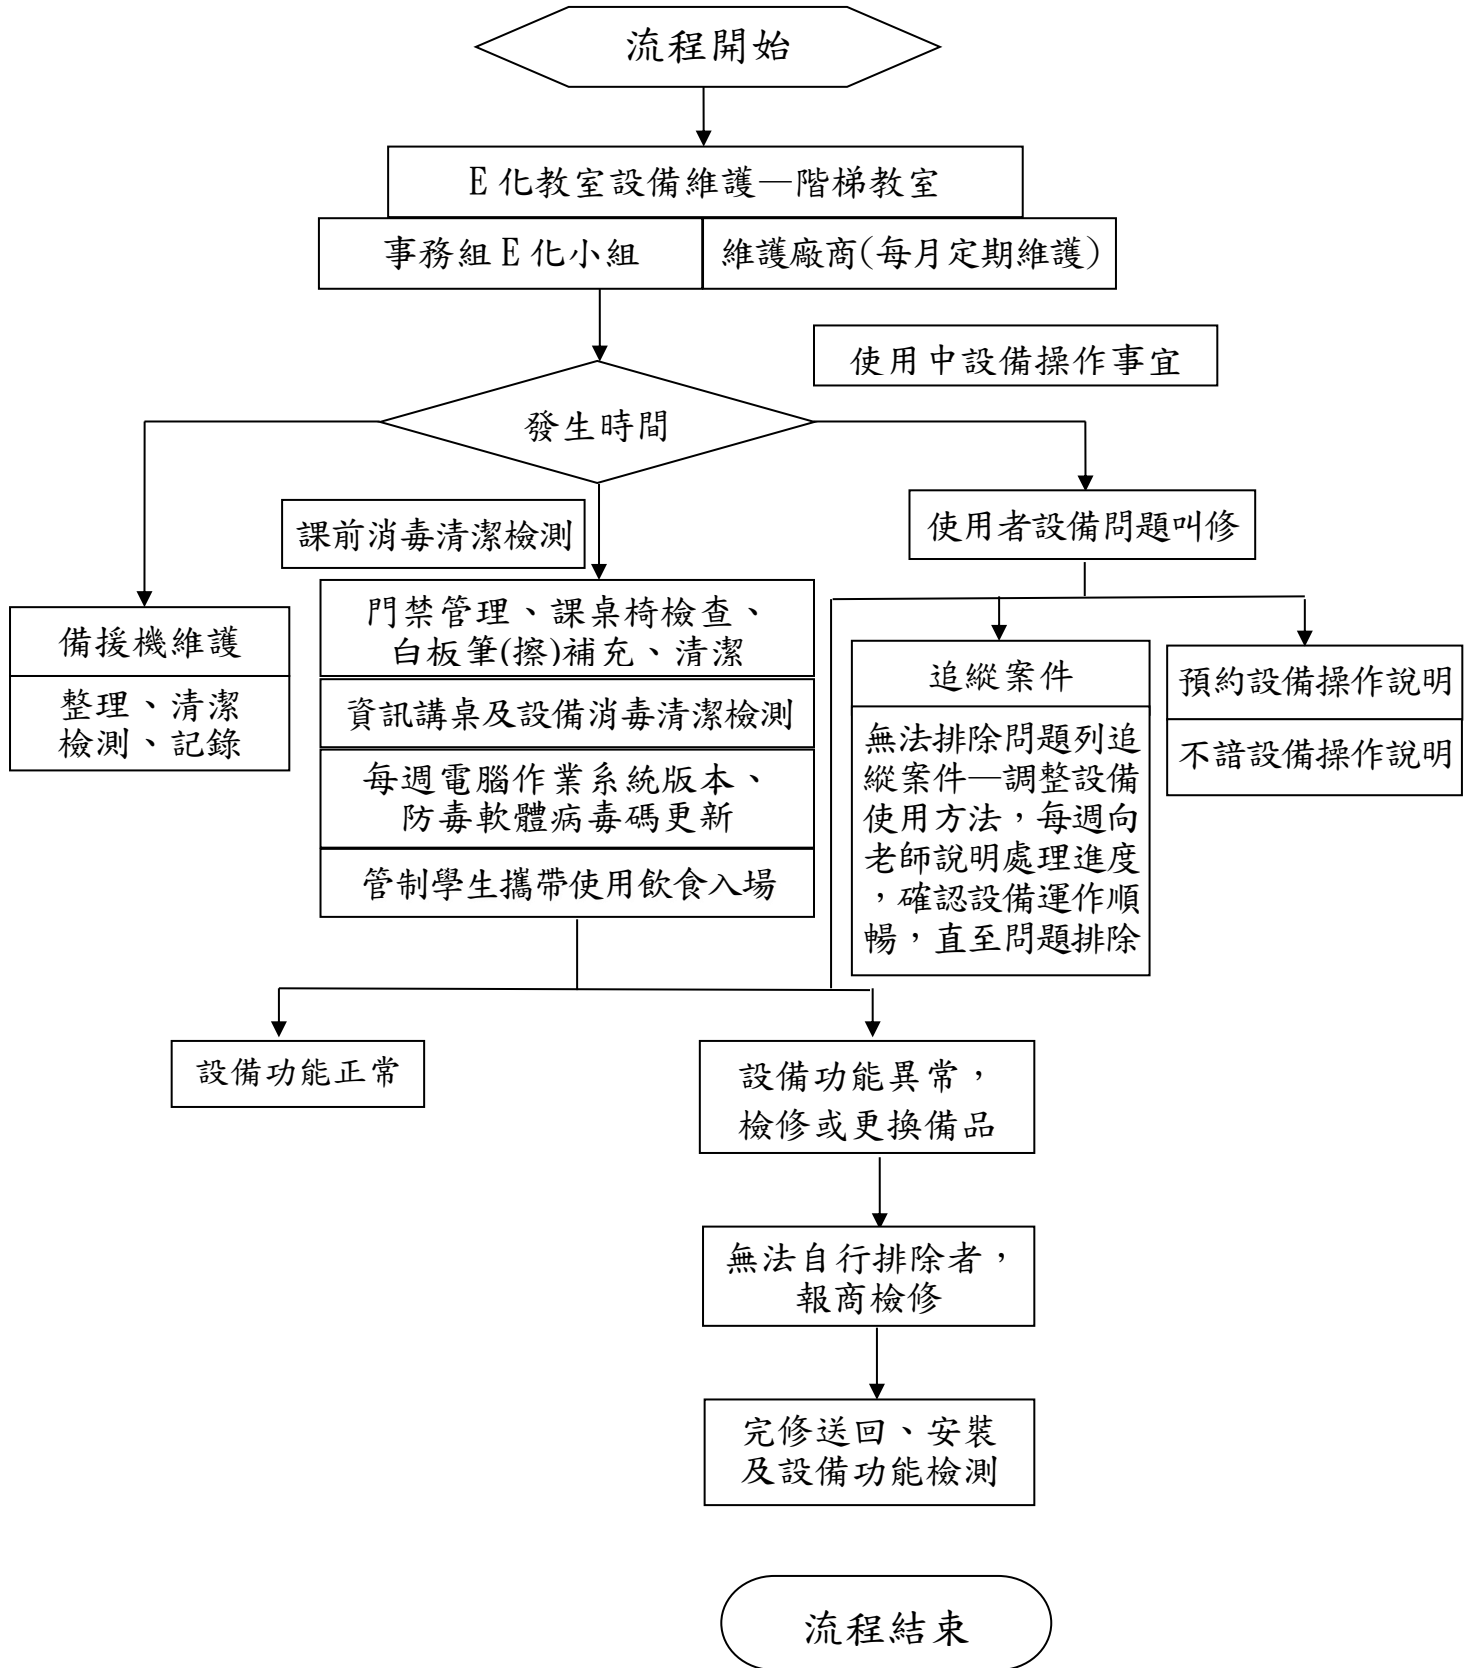 流程開始
E 化教室設備維護—階梯教室
事務組 E 化小組
維護廠商(每月定期維護)
使用中設備操作事宜
發生時間
課前消毒清潔檢測
使用者設備問題叫修
備援機維護
整理、清潔
檢測、記錄
門禁管理、課桌椅檢查、
白板筆(擦)補充、清潔
資訊講桌及設備消毒清潔檢測
每週電腦作業系統版本、
防毒軟體病毒碼更新
管制學生攜帶使用飲食入場
追縱案件
無法排除問題列追
縱案件—調整設備
使用方法，每週向
老師說明處理進度
，確認設備運作順
暢，直至問題排除
預約設備操作說明
不諳設備操作說明
設備功能正常
設備功能異常，
檢修或更換備品
無法自行排除者，
報商檢修
完修送回、安裝
及設備功能檢測
流程結束